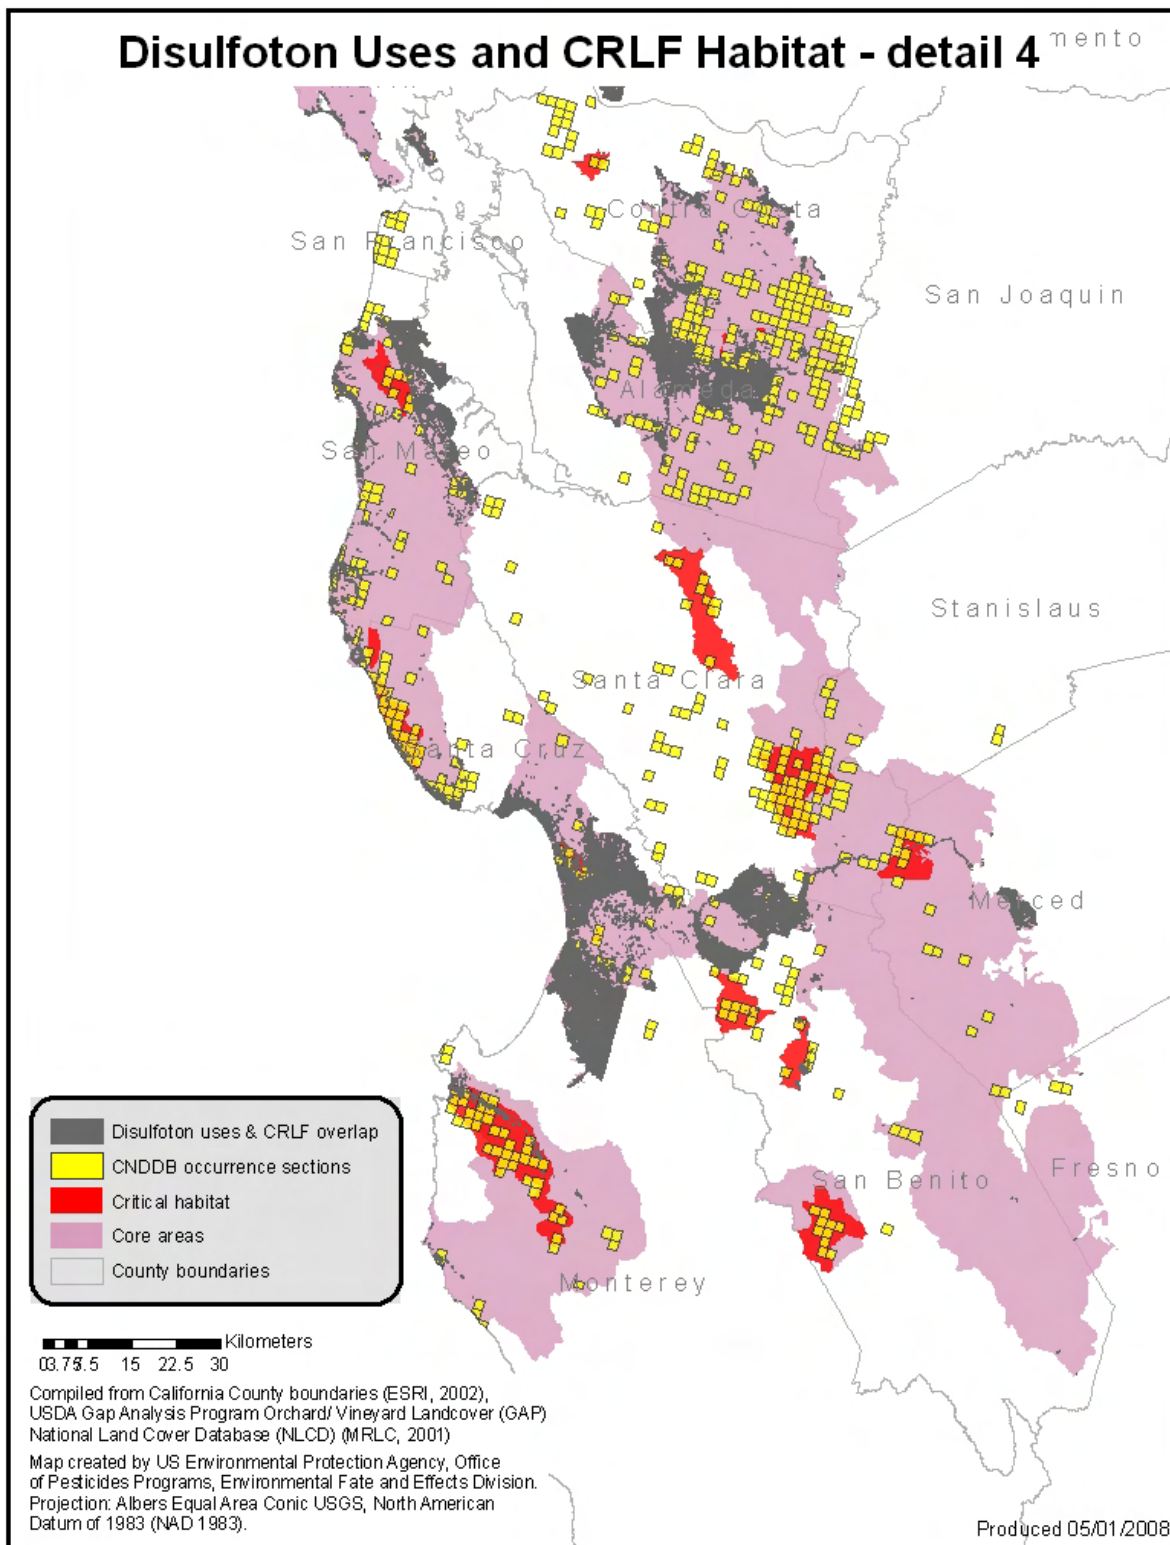 mento
Disulfoton Uses and CRLF Habitat - detail 4
Contra Costa
San Francisco
San Joaquin
Alameda
San Mateo
Stanislaus
Santa Clara
Santa Cruz
Merced
San Benito
Fresno
Monterey
Disulfoton uses & CRLF overlap
CNDDB occurrence sections
Critical habitat
Core areas
County boundaries
Kilometers
03.757.5 15 22.5 30
Compiled from California County boundaries (ESRI, 2002),
USDA Gap Analysis Program Orchard/ Vineyard Landcover (GAP)
National Land Cover Database (NLCD) (MRLC, 2001)
Map created by US Environmental Protection Agency, Office
of Pesticides Programs, Environmental Fate and Effects Division.
Projection: Albers Equal Area Conic USGS, North American
Datum of 1983 (NAD 1983).
Produced 05/01/2008